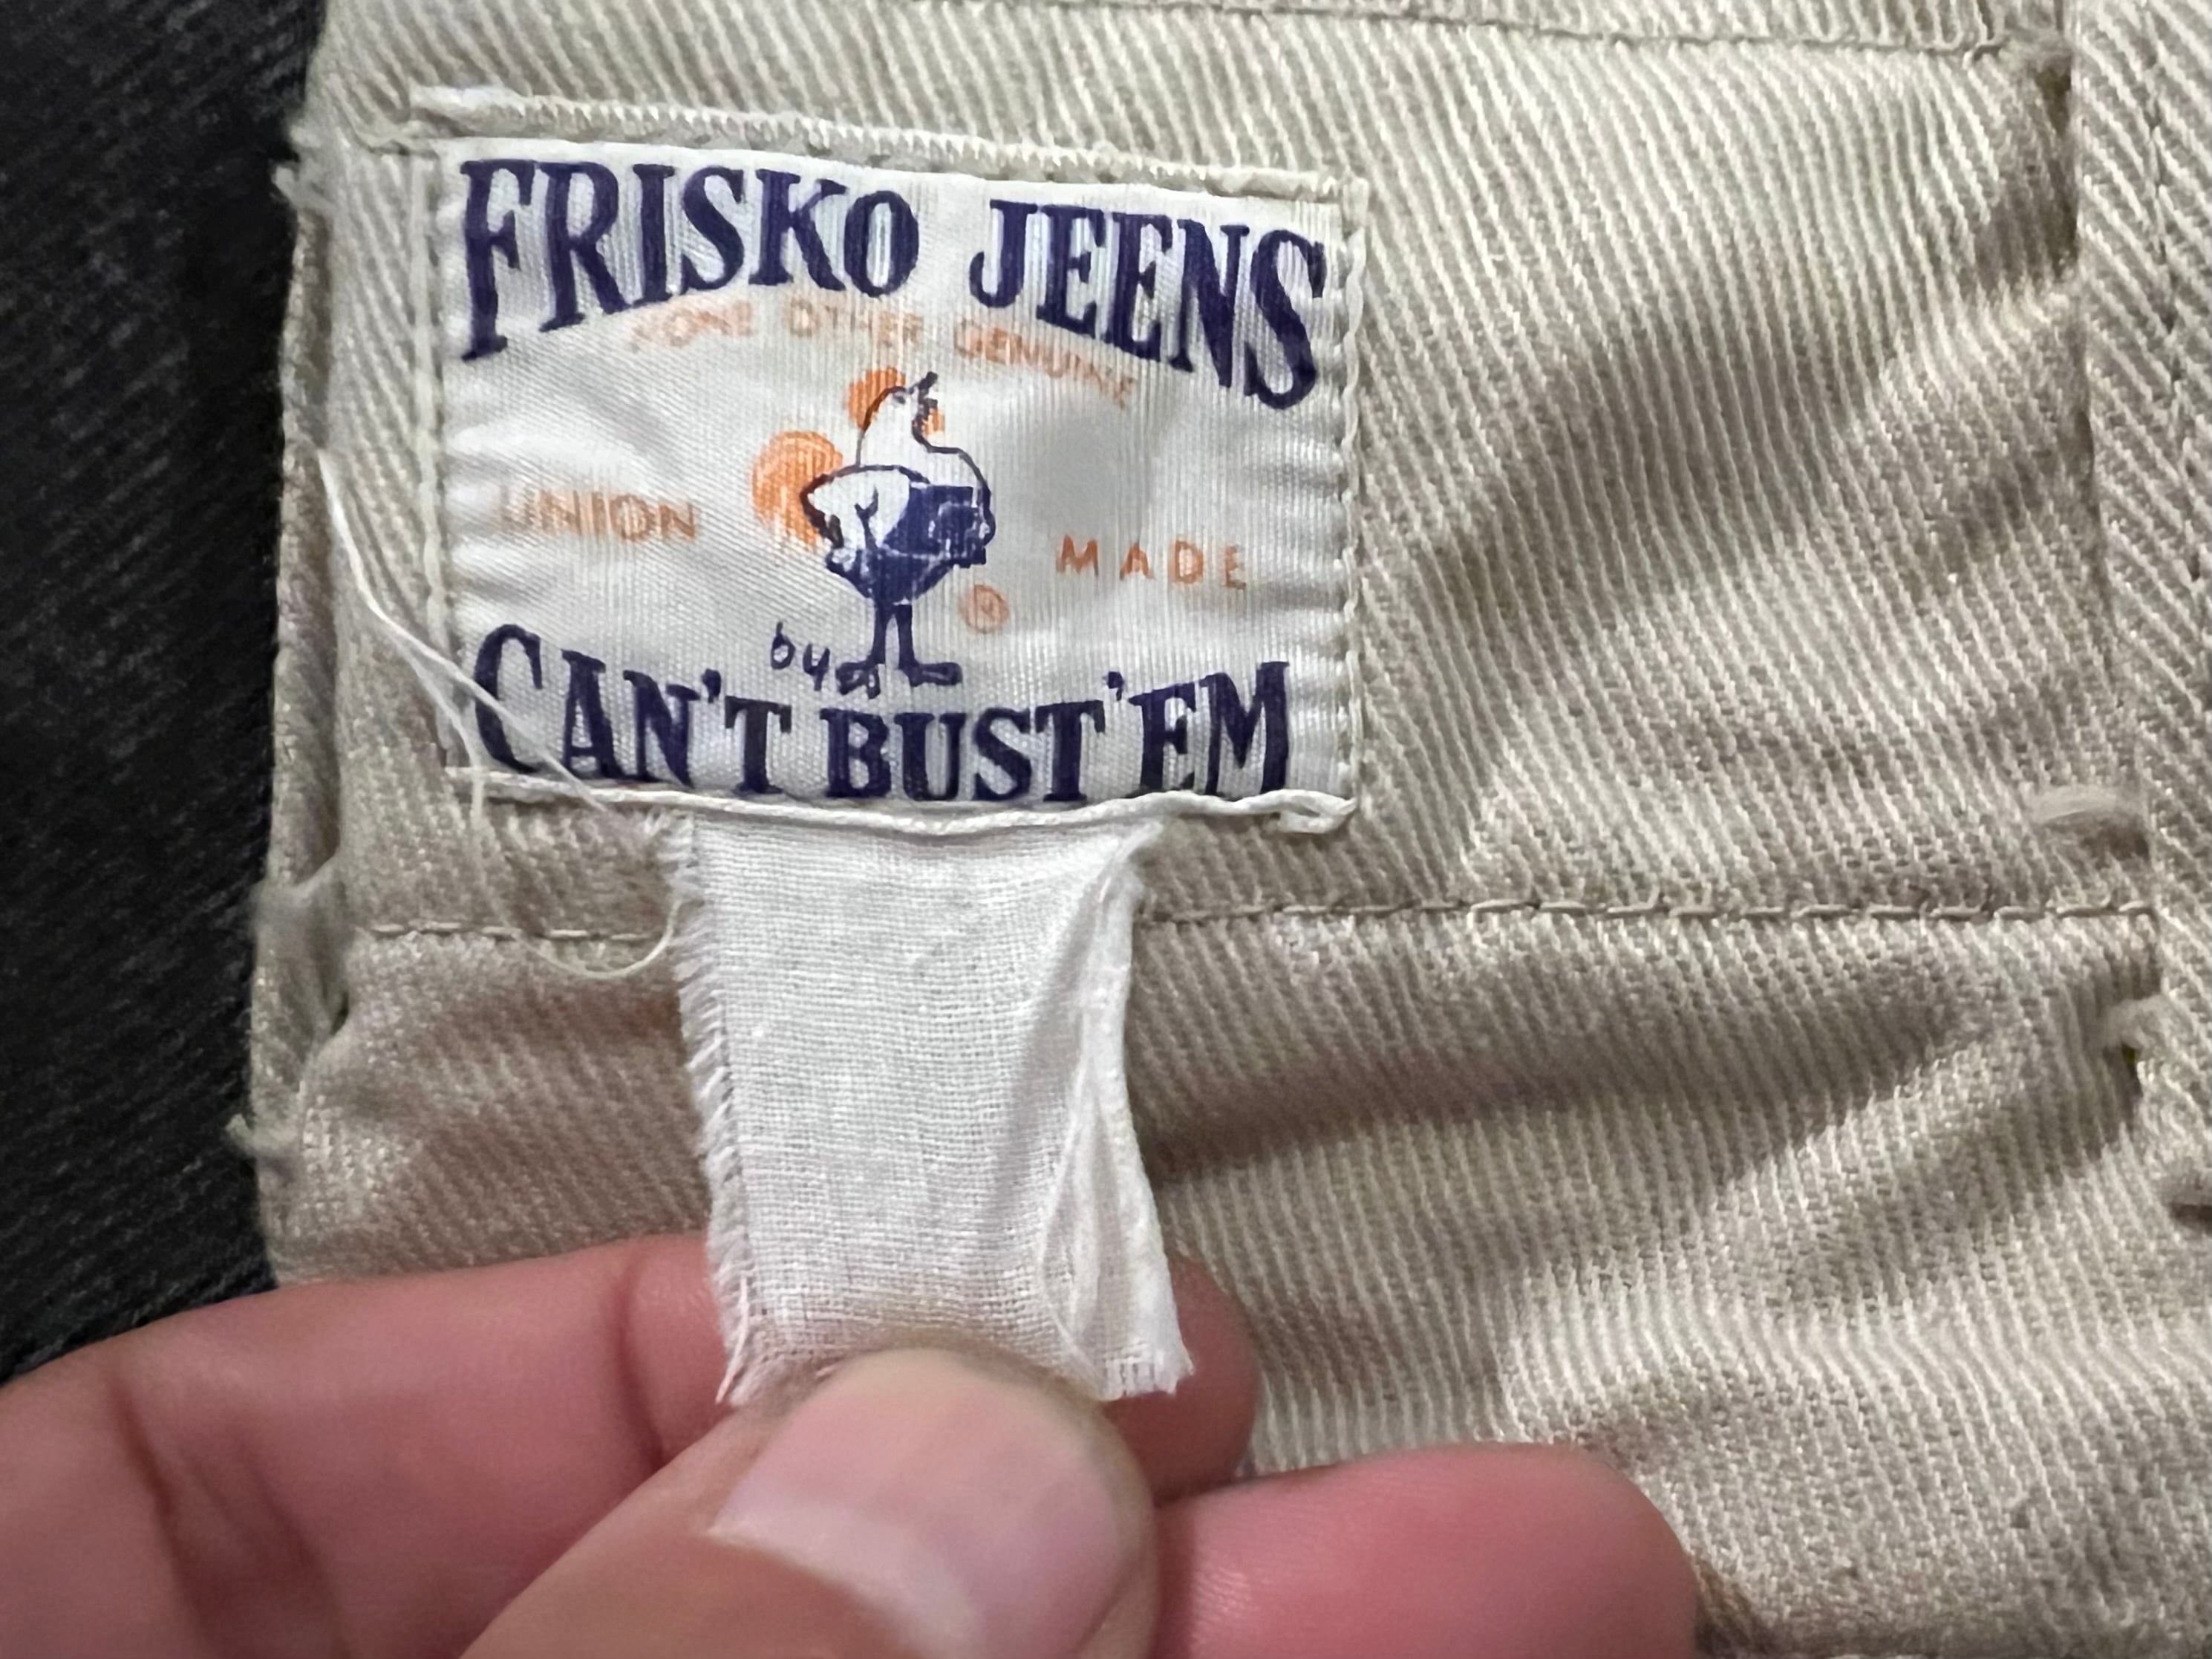 FRISKO JEENS
NONE OTHER GENUINE
UNION MADE
®
by
CAN'T BUST 'EM